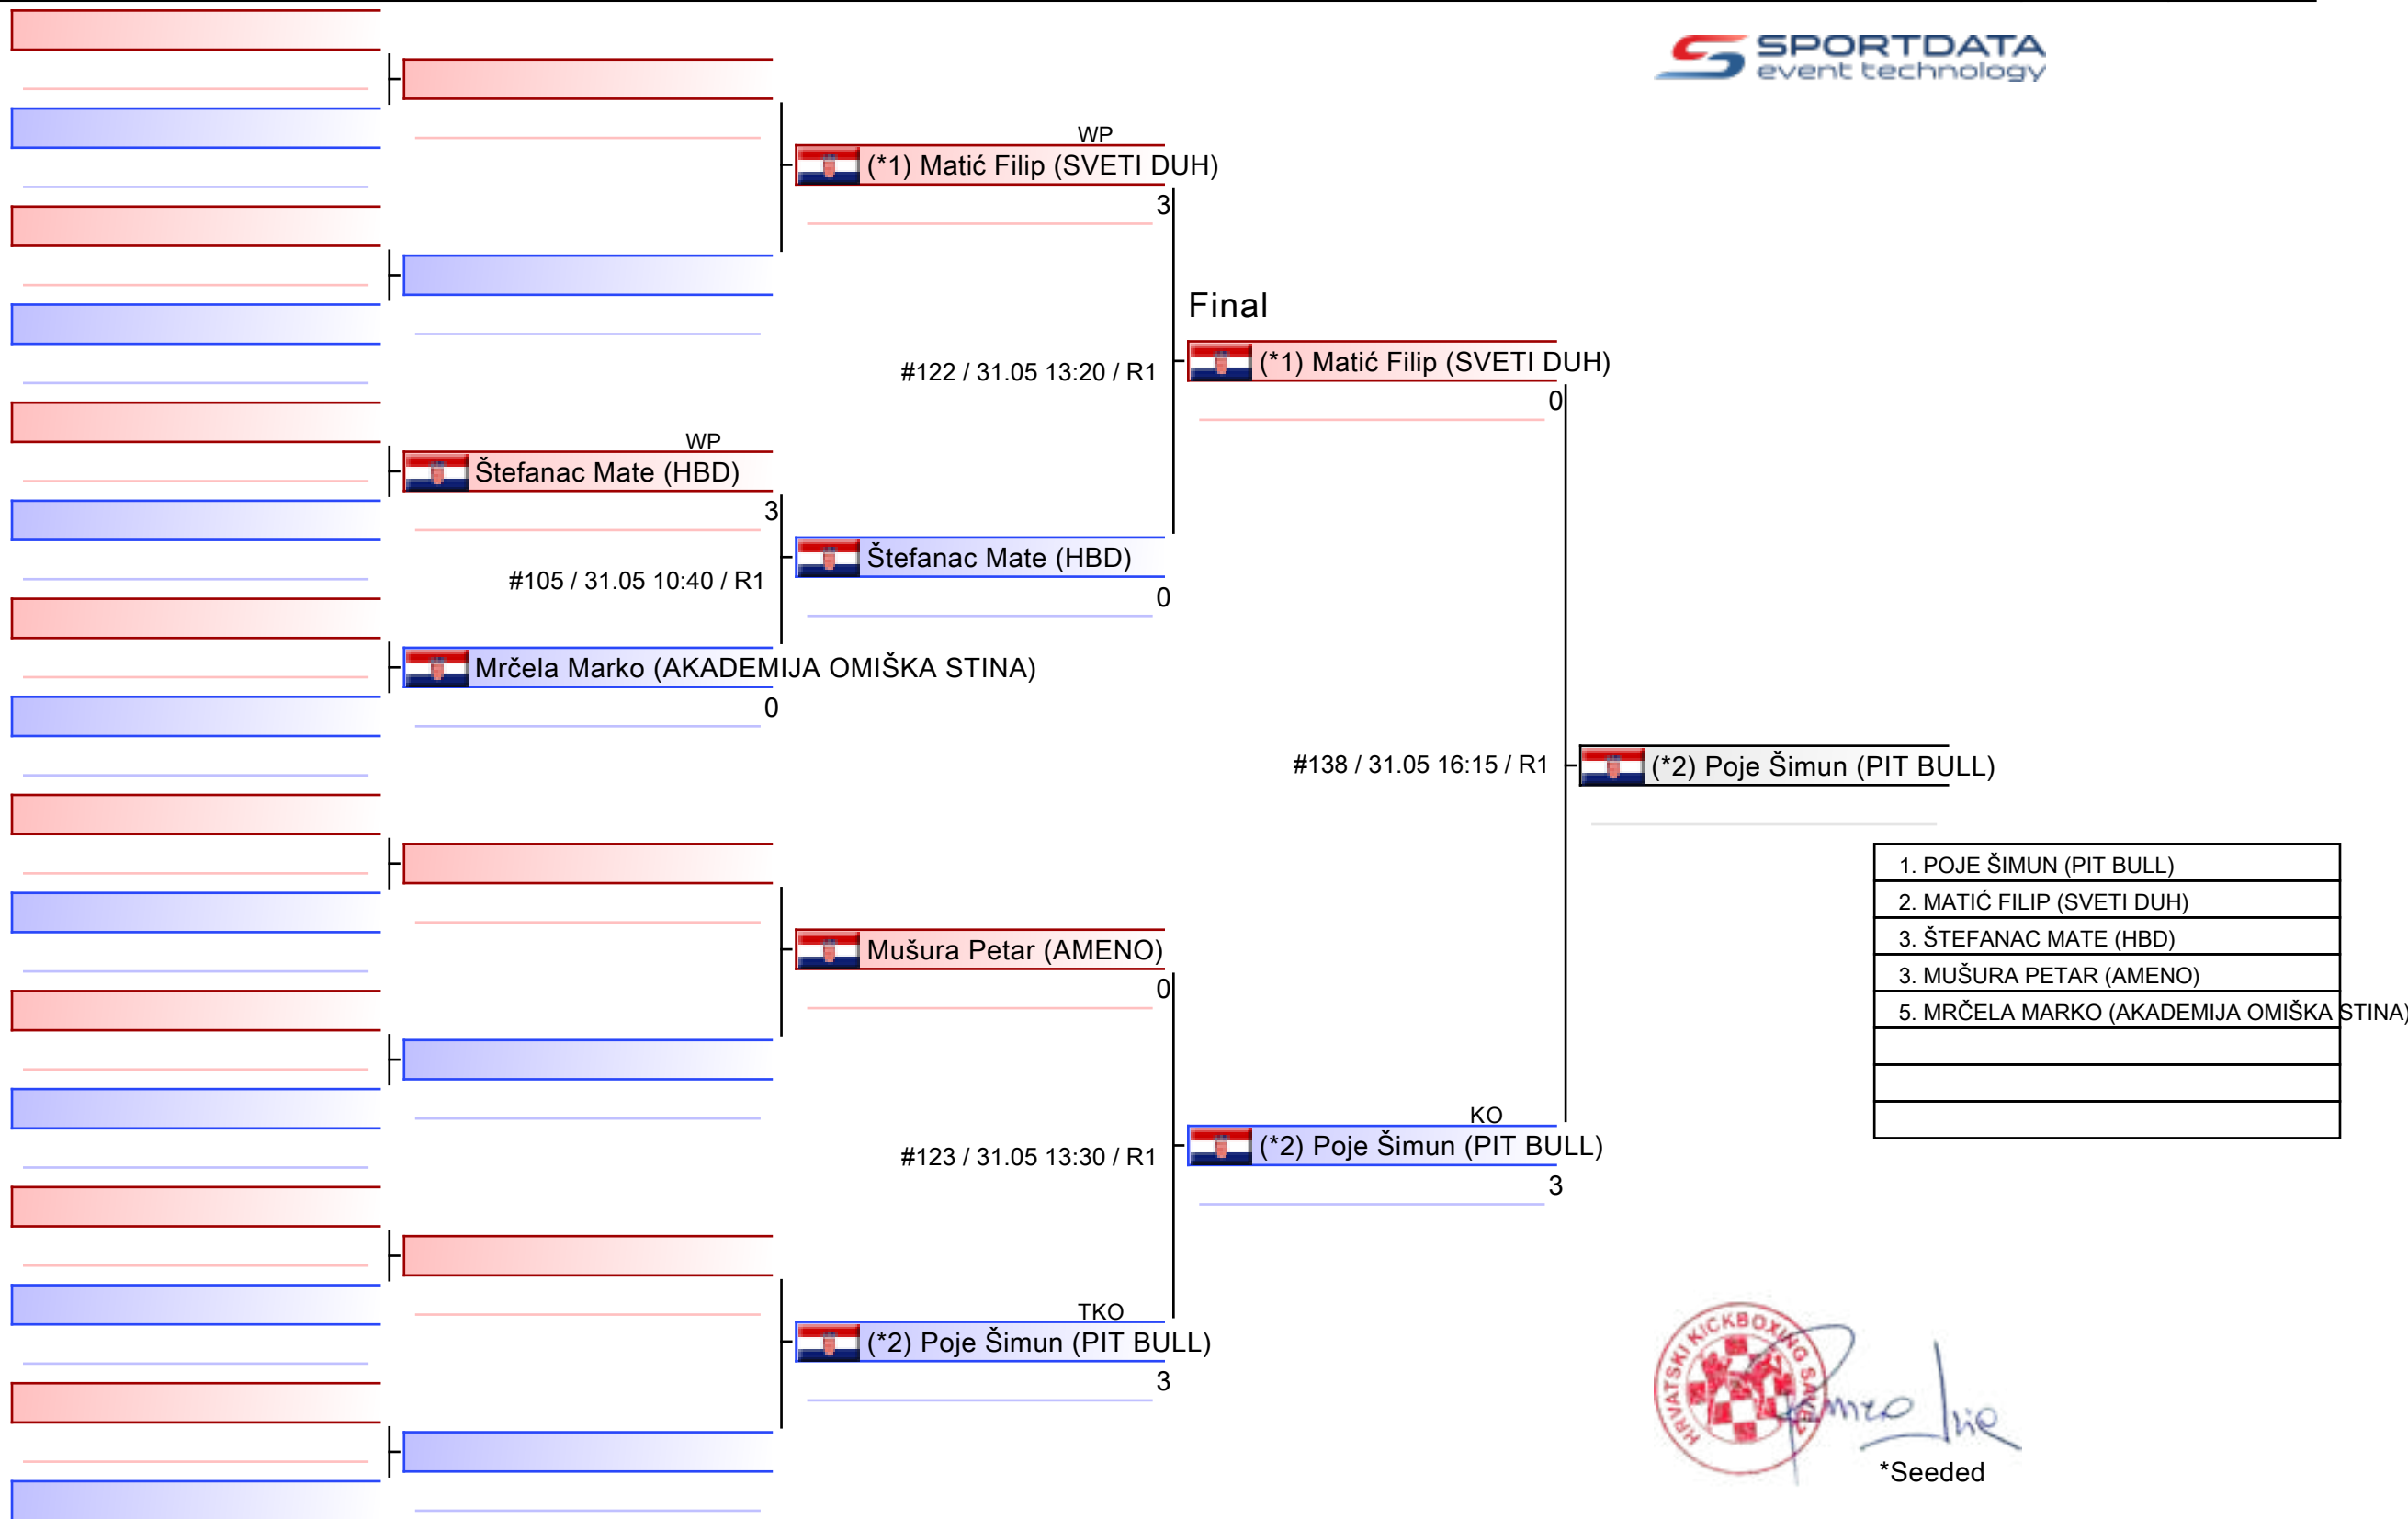 SPORTDATA
event technology
WP
(*1) Matić Filip (SVETI DUH)
3
Final
#122 / 31.05 13:20 / R1
(*1) Matić Filip (SVETI DUH)
0
WP
Štefanac Mate (HBD)
3
#105 / 31.05 10:40 / R1
Štefanac Mate (HBD)
0
Mrčela Marko (AKADEMIJA OMIŠKA STINA)
0
#138 / 31.05 16:15 / R1
(*2) Poje Šimun (PIT BULL)
1. POJE ŠIMUN (PIT BULL)
2. MATIĆ FILIP (SVETI DUH)
3. ŠTEFANAC MATE (HBD)
3. MUŠURA PETAR (AMENO)
5. MRČELA MARKO (AKADEMIJA OMIŠKA STINA)
Mušura Petar (AMENO)
0
#123 / 31.05 13:30 / R1
KO
(*2) Poje Šimun (PIT BULL)
3
TKO
(*2) Poje Šimun (PIT BULL)
3
HRVATSKI KICKBOXING SAVEZ
*Seeded